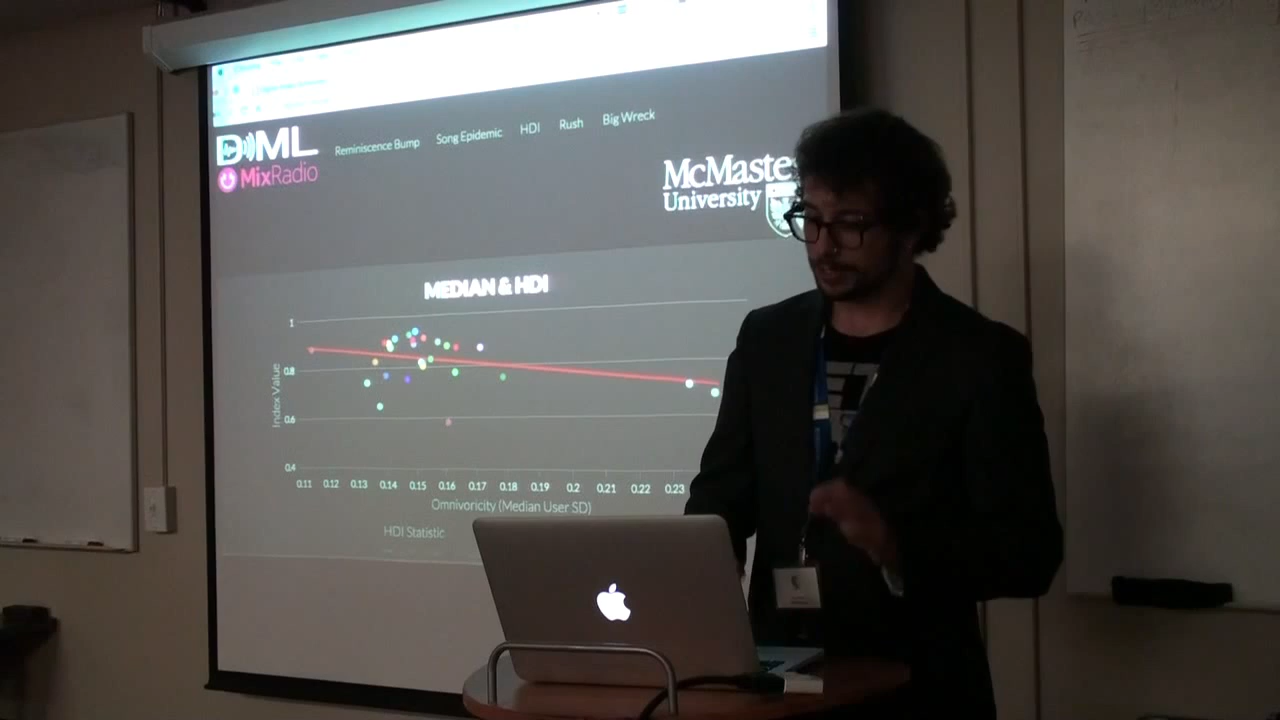 DML
MixRadio
Reminiscence Bump Song Epidemic HDI Rush Big Wreck
McMaste
University
MEDIAN & HDI
1
0.8
0.6
0.4
Index Value
0.11 0.12 0.13 0.14 0.15 0.16 0.17 0.18 0.19 0.2 0.21 0.22 0.23
Omnivoricity (Median User SD)
HDI Statistic